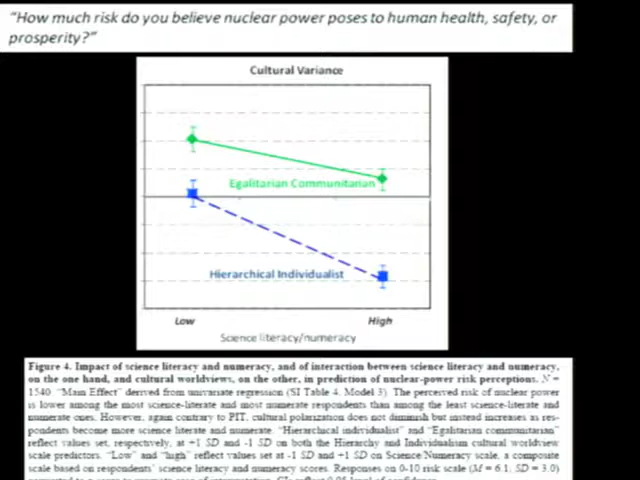 "How much risk do you believe nuclear power poses to human health, safety, or
prosperity?"
Cultural Variance
Egalitarian Communitarian
Hierarchical Individualist
Low
High
Science literacy/numeracy
Figure 4. Impact of science literacy and numeracy, and of interaction between science literacy and numeracy,
on the one hand, and cultural worldviews, on the other, in prediction of nuclear-power risk perceptions. N =
1540. "Main Effect" derived from univariate regression (SI Table 4, Model 3). The perceived risk of nuclear power
is lower among the most science-literate and most numerate respondents than among the least science-literate and
numerate ones. However, again contrary to PIT, cultural polarization does not diminish but instead increases as res-
pondents become more science literate and numerate. "Hierarchical individualist" and "Egalitarian communitarian"
reflect values set, respectively, at +1 SD and -1 SD on both the Hierarchy and Individualism cultural worldview
scale predictors. "Low" and "high" reflect values set at -1 SD and +1 SD on Science/Numeracy scale, a composite
scale based on respondents' science literacy and numeracy scores. Responses on 0-10 risk scale (M = 6.1, SD = 3.0)